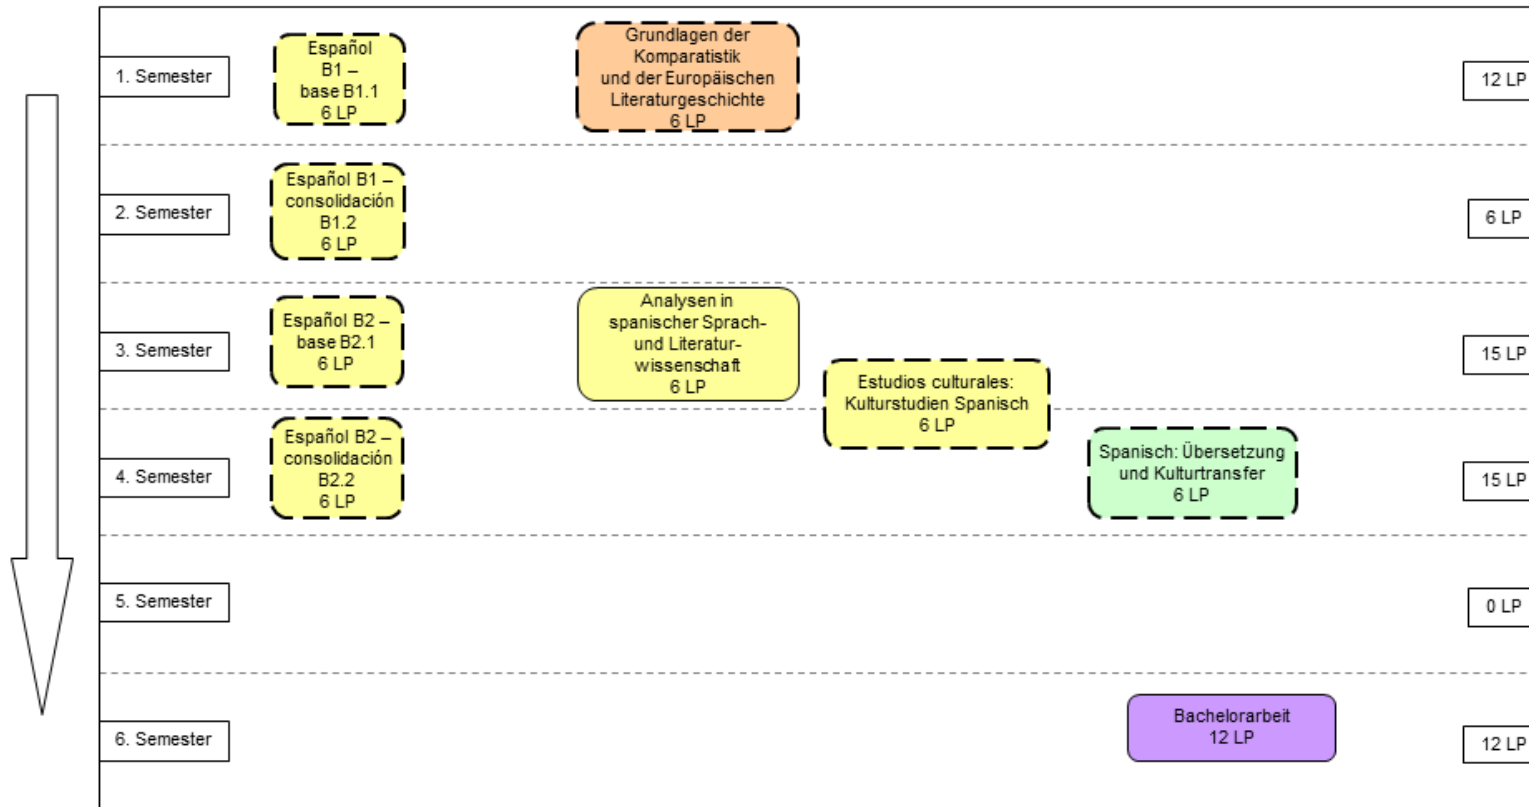 1. Semester
Español
B1 –
base B1.1
6 LP
Grundlagen der
Komparatistik
und der Europäischen
Literaturgeschichte
6 LP
12 LP
2. Semester
Español B1 –
consolidación
B1.2
6 LP
6 LP
3. Semester
Español B2 –
base B2.1
6 LP
Analysen in
spanischer Sprach-
und Literatur-
wissenschaft
6 LP
15 LP
Estudios culturales:
Kulturstudien Spanisch
6 LP
4. Semester
Español B2 –
consolidación
B2.2
6 LP
Spanisch: Übersetzung
und Kulturtransfer
6 LP
15 LP
5. Semester
0 LP
6. Semester
Bachelorarbeit
12 LP
12 LP